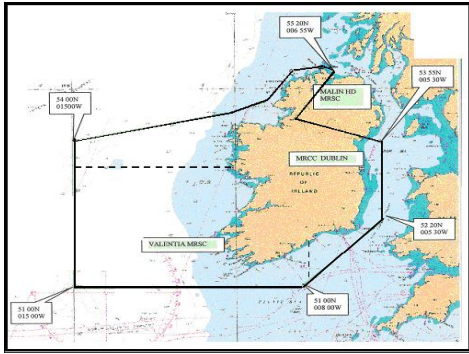 55 20N
006 55W
53 55N
005 30W
54 00N
01500W
MALIN HD
MRSC
MRCC DUBLIN
REPUBLIC
OF
IRELAND
VALENTIA MRSC
52 20N
005 30W
51 00N
015 00W
51 00N
008 00W